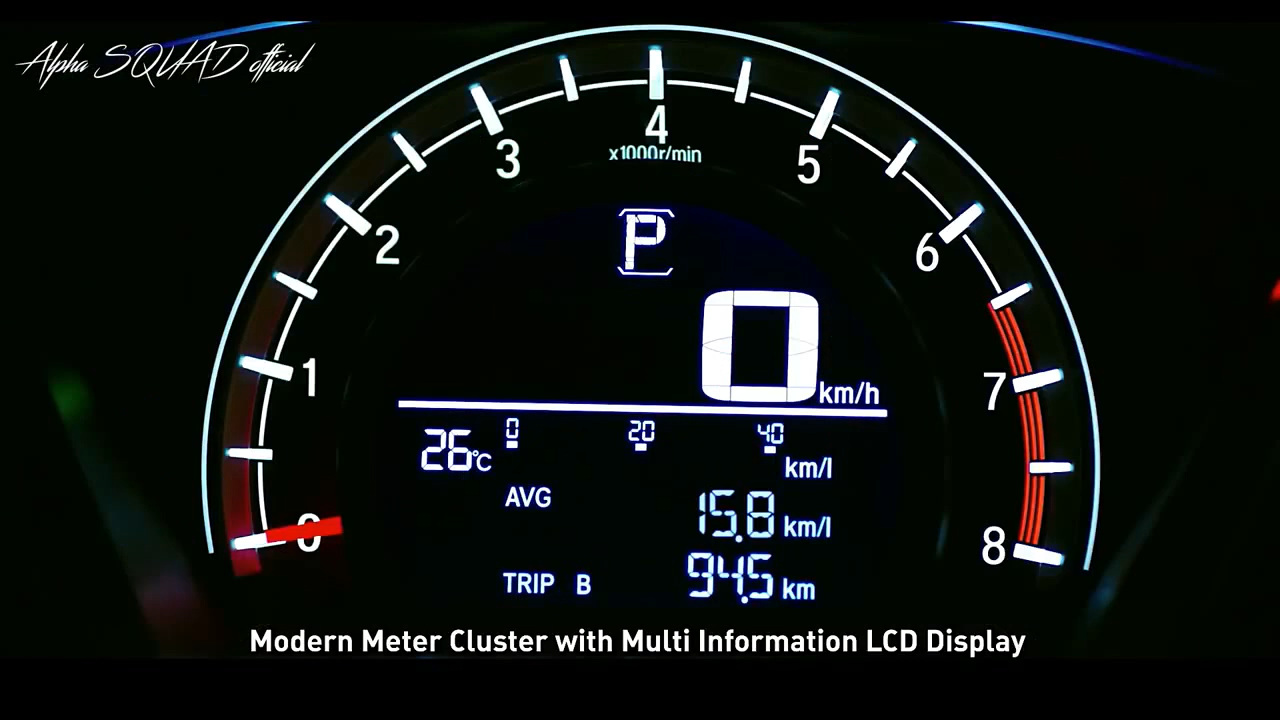 Alpha SQUAD official
4
x1000r/min
3
5
2
6
P
1
7
0
km/h
26°C
0
20
40
km/l
AVG
15.8 km/l
0
8
TRIP B
94.5 km
Modern Meter Cluster with Multi Information LCD Display